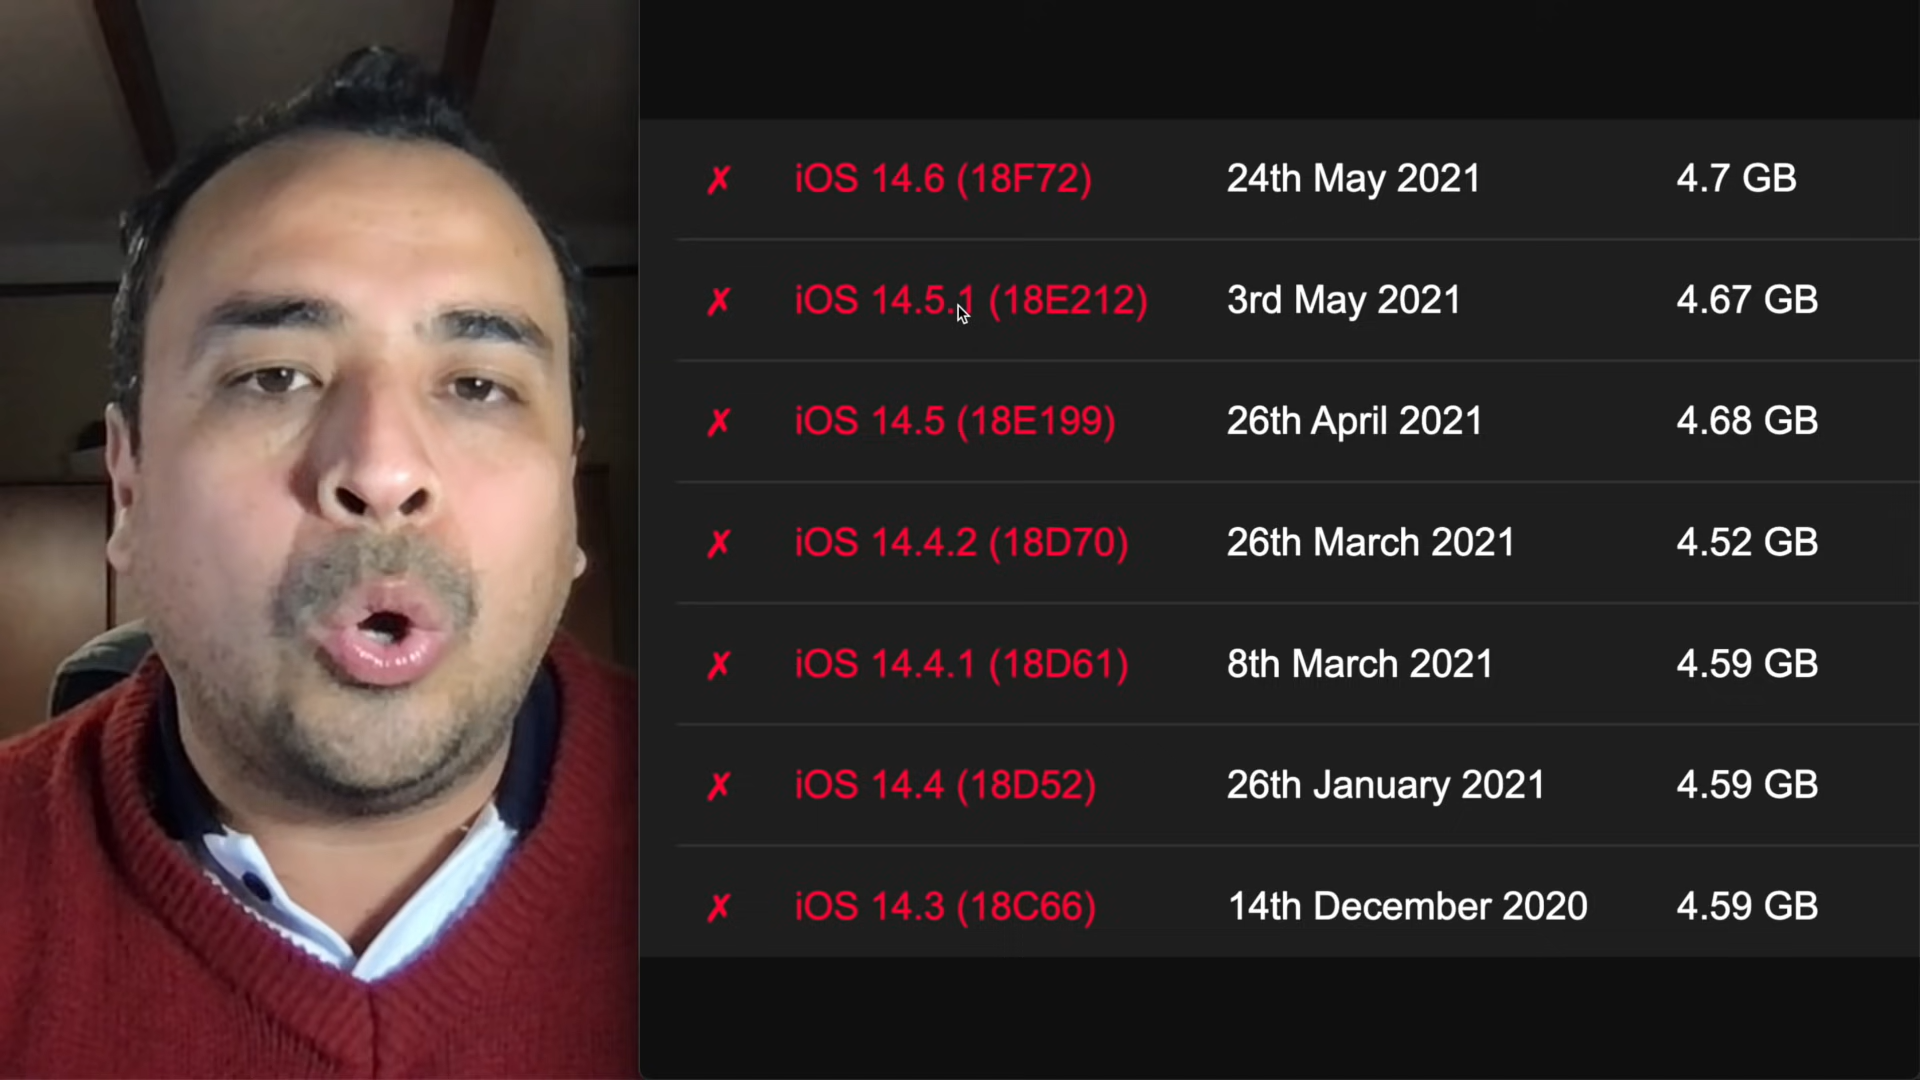 ✗ iOS 14.6 (18F72) 24th May 2021 4.7 GB
✗ iOS 14.5.1 (18E212) 3rd May 2021 4.67 GB
✗ iOS 14.5 (18E199) 26th April 2021 4.68 GB
✗ iOS 14.4.2 (18D70) 26th March 2021 4.52 GB
✗ iOS 14.4.1 (18D61) 8th March 2021 4.59 GB
✗ iOS 14.4 (18D52) 26th January 2021 4.59 GB
✗ iOS 14.3 (18C66) 14th December 2020 4.59 GB